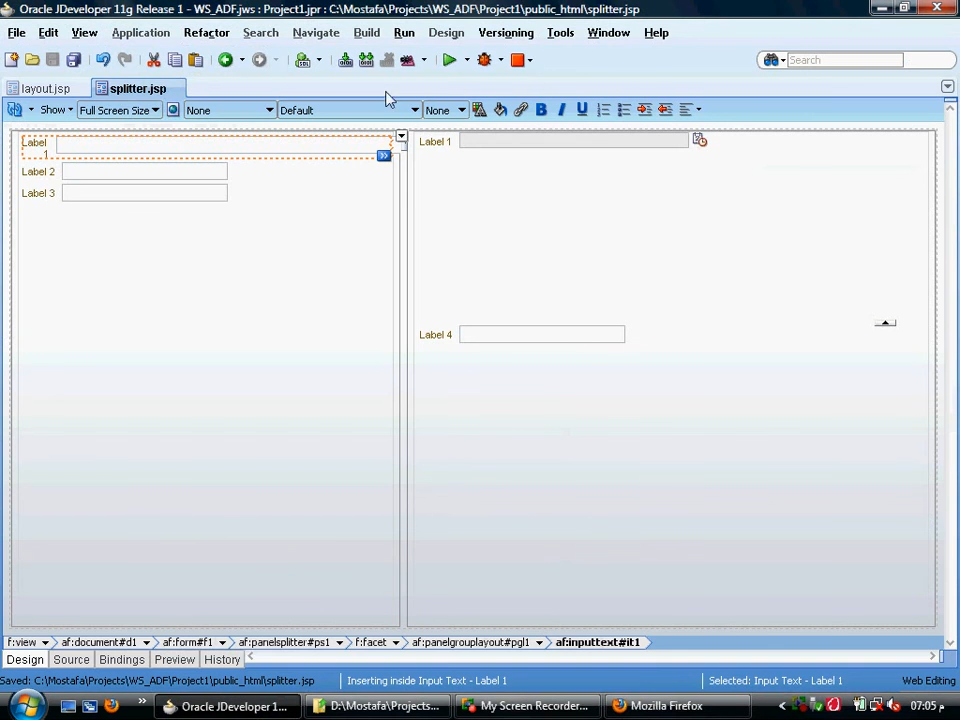 Oracle JDeveloper 11g Release 1 - WS_ADF.jws : Project1.jpr : C:\Mostafa\Projects\WS_ADF\Project1\public_html\splitter.jsp
File Edit View Application Refactor Search Navigate Build Run Design Versioning Tools Window Help
Search
layout.jsp splitter.jsp
Show Full Screen Size None Default None B I U
Label 1
Label 2
Label 3
Label 1
Label 4
f:view af:document#d1 af:form#f1 af:panelsplitter#ps1 f:facet af:panelgrouplayout#pgl1 af:inputtext#it1
Design Source Bindings Preview History
Saved: C:\Mostafa\Projects\WS_ADF\Project1\public_html\splitter.jsp Inserting inside Input Text - Label 1 Selected: Input Text - Label 1 Web Editing
Oracle JDeveloper 1... D:\Mostafa\Projects... My Screen Recorder... Mozilla Firefox 07:05 م